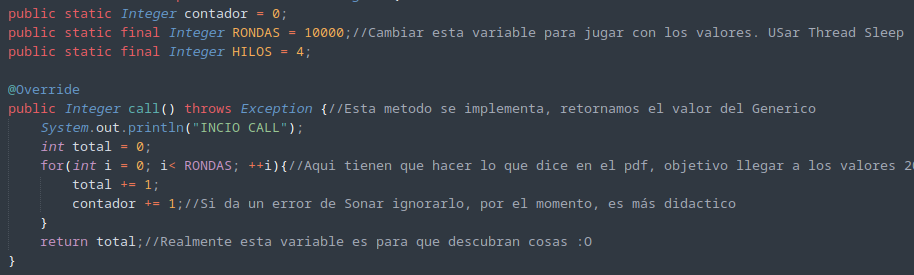 public static Integer contador = 0;
public static final Integer RONDAS = 10000;//Cambiar esta variable para jugar con los valores. USar Thread Sleep
public static final Integer HILOS = 4;
@Override
public Integer call() throws Exception {//Esta metodo se implementa, retornamos el valor del Generico
System.out.println("INCIO CALL");
int total = 0;
for(int i = 0; i< RONDAS; ++i){//Aqui tienen que hacer lo que dice en el pdf, objetivo llegar a los valores
total += 1;
contador += 1;//Si da un error de Sonar ignorarlo, por el momento, es más didactico
}
return total;//Realmente esta variable es para que descubran cosas :O
}